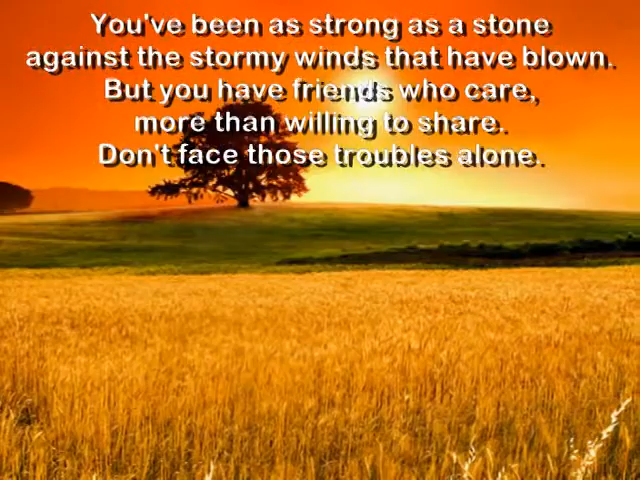 You've been as strong as a stone
against the stormy winds that have blown.
But you have friends who care,
more than willing to share.
Don't face those troubles alone.